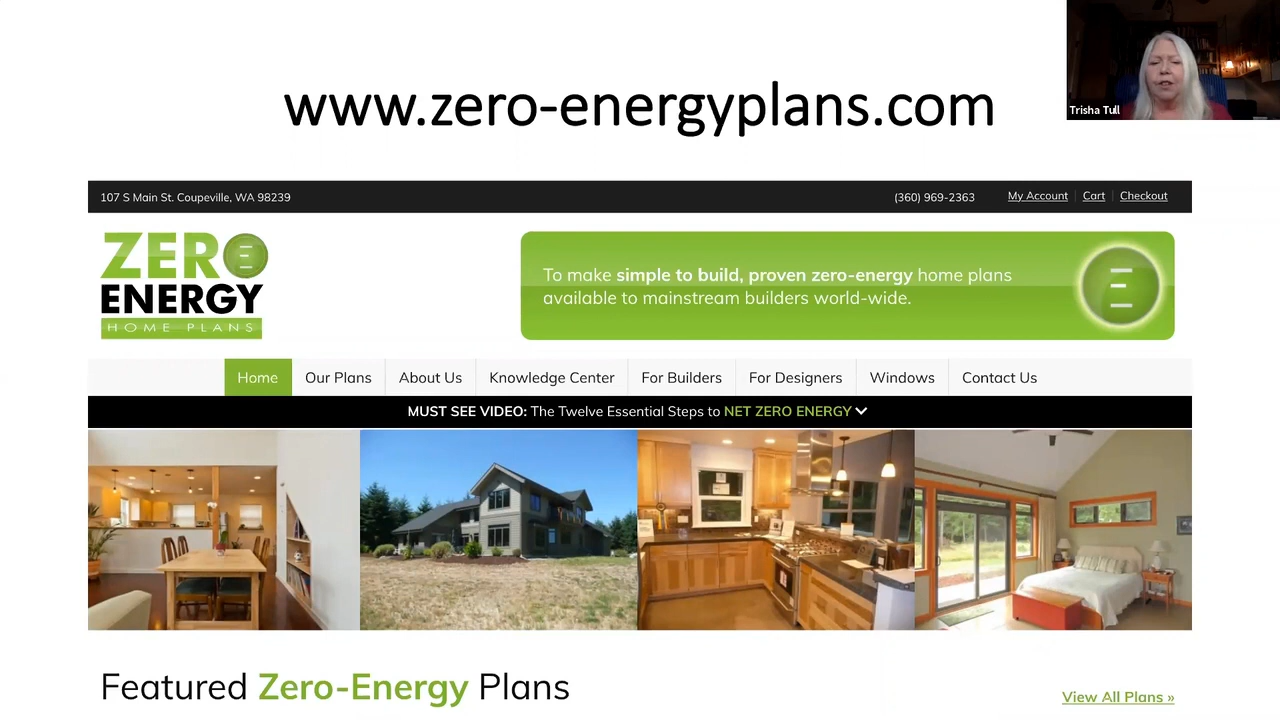 www.zero-energyplans.com
Trisha Tull
107 S Main St. Coupeville, WA 98239
(360) 969-2363
My Account
Cart
Checkout
ZERO
ENERGY
HOME PLANS
To make simple to build, proven zero-energy home plans
available to mainstream builders world-wide.
Home
Our Plans
About Us
Knowledge Center
For Builders
For Designers
Windows
Contact Us
MUST SEE VIDEO: The Twelve Essential Steps to NET ZERO ENERGY
Featured Zero-Energy Plans
View All Plans »